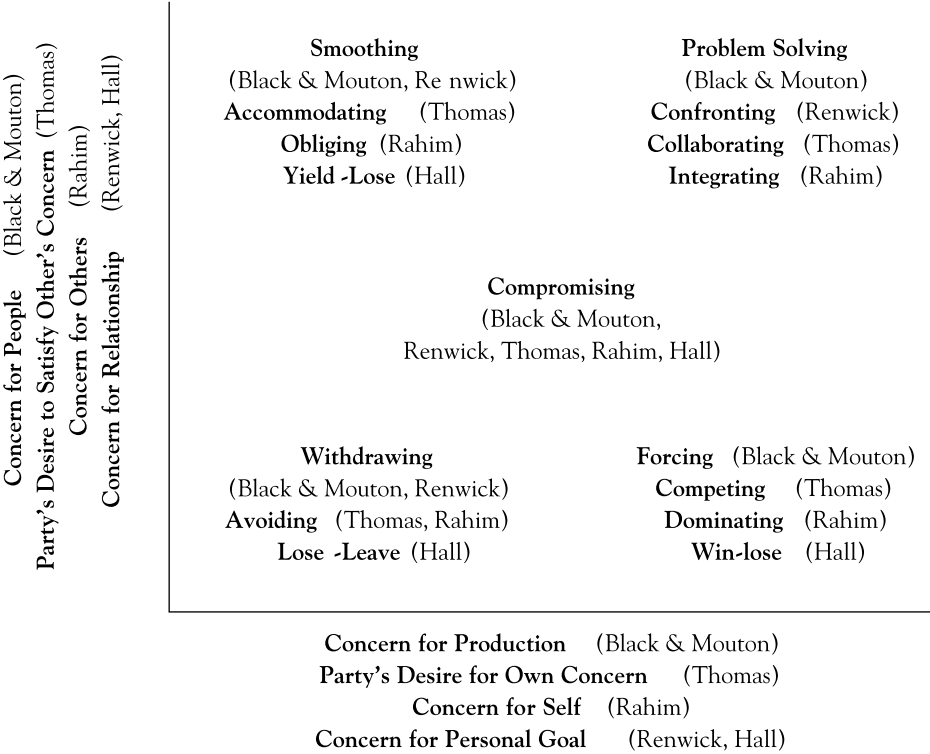 Concern for People (Black & Mouton)
Party's Desire to Satisfy Other's Concern (Thomas)
Concern for Others (Rahim)
Concern for Relationship (Renwick, Hall)
Smoothing
(Black & Mouton, Re nwick)
Accommodating (Thomas)
Obliging (Rahim)
Yield -Lose (Hall)
Problem Solving
(Black & Mouton)
Confronting (Renwick)
Collaborating (Thomas)
Integrating (Rahim)
Compromising
(Black & Mouton,
Renwick, Thomas, Rahim, Hall)
Withdrawing
(Black & Mouton, Renwick)
Avoiding (Thomas, Rahim)
Lose -Leave (Hall)
Forcing (Black & Mouton)
Competing (Thomas)
Dominating (Rahim)
Win-lose (Hall)
Concern for Production (Black & Mouton)
Party's Desire for Own Concern (Thomas)
Concern for Self (Rahim)
Concern for Personal Goal (Renwick, Hall)